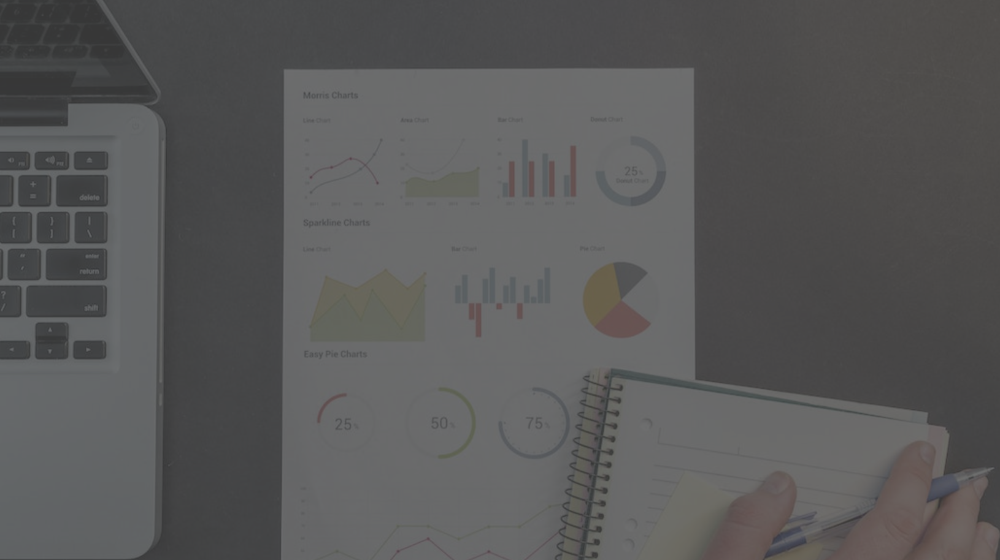 Morris Charts
Line Chart
Area Chart
Bar Chart
Donut Chart
25%
Donut Chart
Sparkline Charts
Line Chart
Bar Chart
Pie Chart
Easy Pie Charts
25%
50%
75%
F12
+
=
delete
{
[
}
]
|
\
"
'
enter
return
?
/
shift